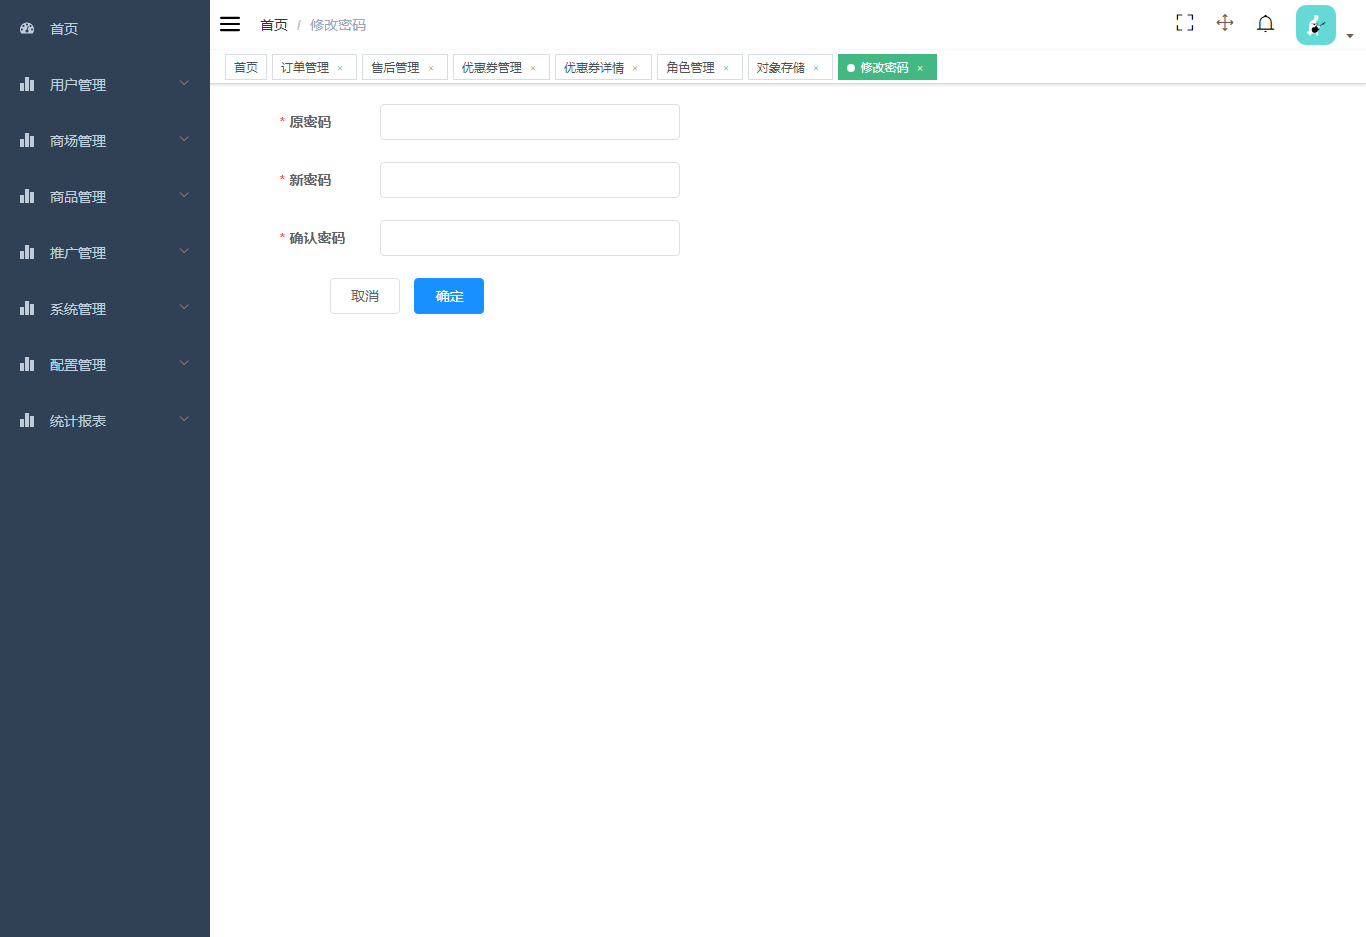 首页
用户管理
商场管理
商品管理
推广管理
系统管理
配置管理
统计报表
首页 / 修改密码
首页 订单管理 × 售后管理 × 优惠券管理 × 优惠券详情 × 角色管理 × 对象存储 × 修改密码 ×
* 原密码
* 新密码
* 确认密码
取消 确定